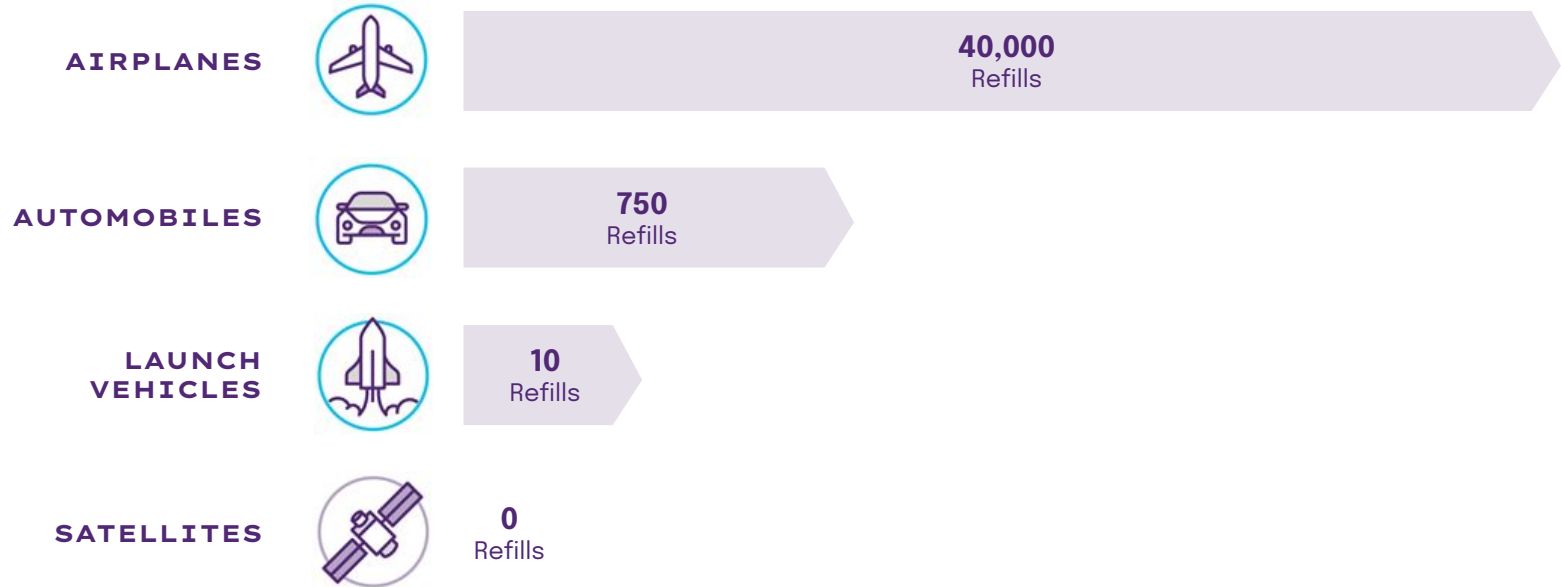 AIRPLANES
40,000
Refills
AUTOMOBILES
750
Refills
LAUNCH
VEHICLES
10
Refills
SATELLITES
0
Refills